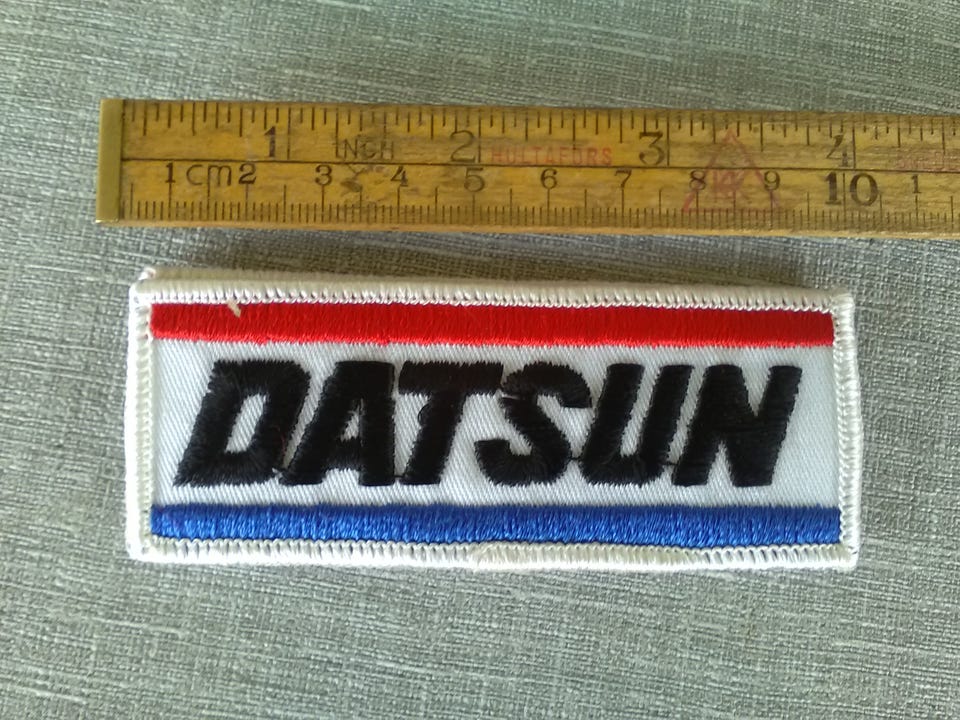 1 INCH 2 HULTAFORS 3 4
1 cm 2 3 4 5 6 7 8 9 10 1
DATSUN